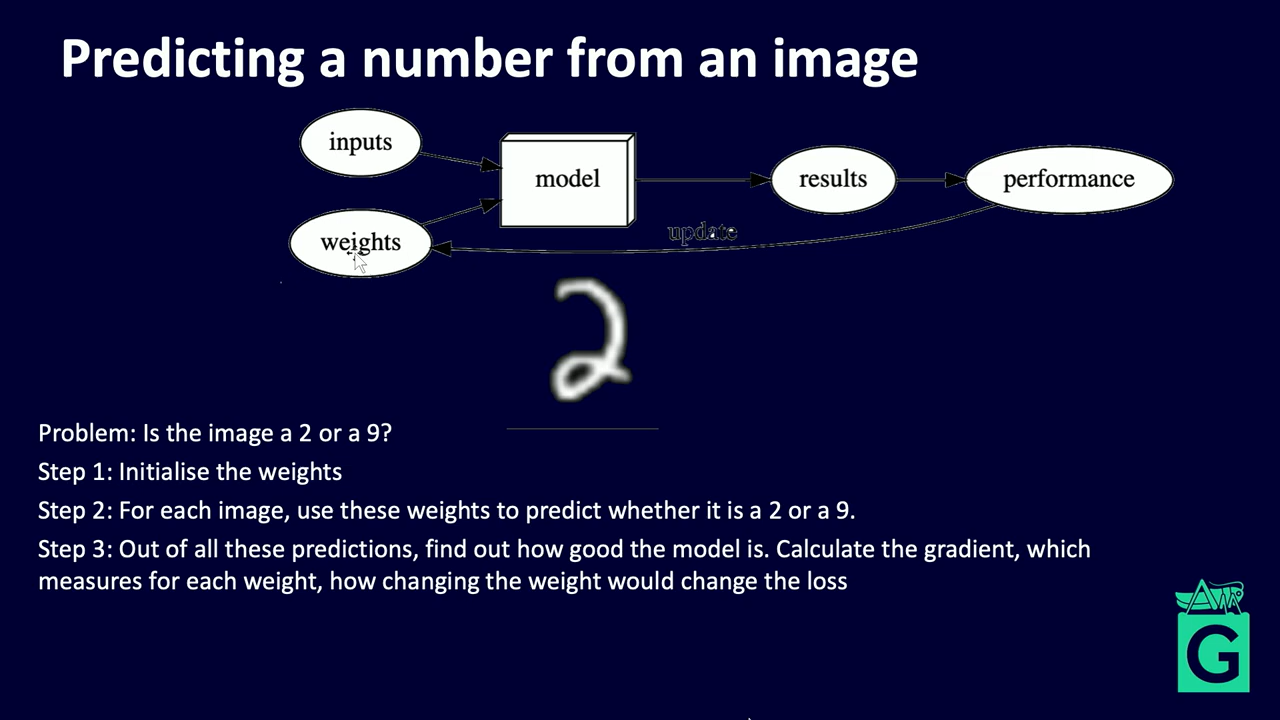 Predicting a number from an image
inputs
model
results
performance
weights
update
2
Problem: Is the image a 2 or a 9?
Step 1: Initialise the weights
Step 2: For each image, use these weights to predict whether it is a 2 or a 9.
Step 3: Out of all these predictions, find out how good the model is. Calculate the gradient, which
measures for each weight, how changing the weight would change the loss
G